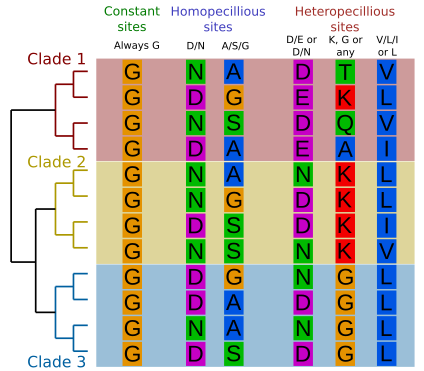 Constant sites
Homopecillious sites
Heteropecillious sites
Always G
D/N
A/S/G
D/E or D/N
K, G or any
V/L/I or L
Clade 1
G N A D T V
G D G E K L
G N S D Q V
G D A E A I
Clade 2
G N A N K L
G N G D K L
G D S D K I
G N S N K V
G D G N G L
G D A D G L
G N A N G L
G D S D G L
Clade 3